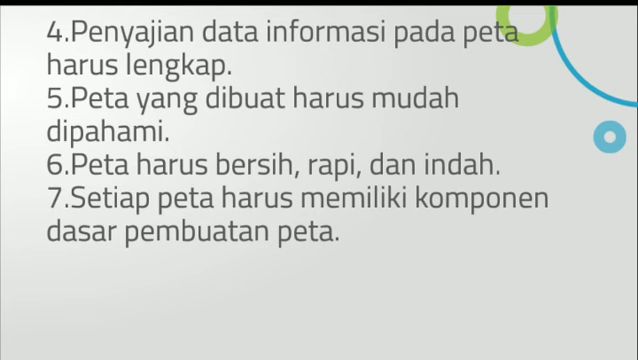 4.Penyajian data informasi pada peta
harus lengkap.
5.Peta yang dibuat harus mudah
dipahami.
6.Peta harus bersih, rapi, dan indah.
7.Setiap peta harus memiliki komponen
dasar pembuatan peta.